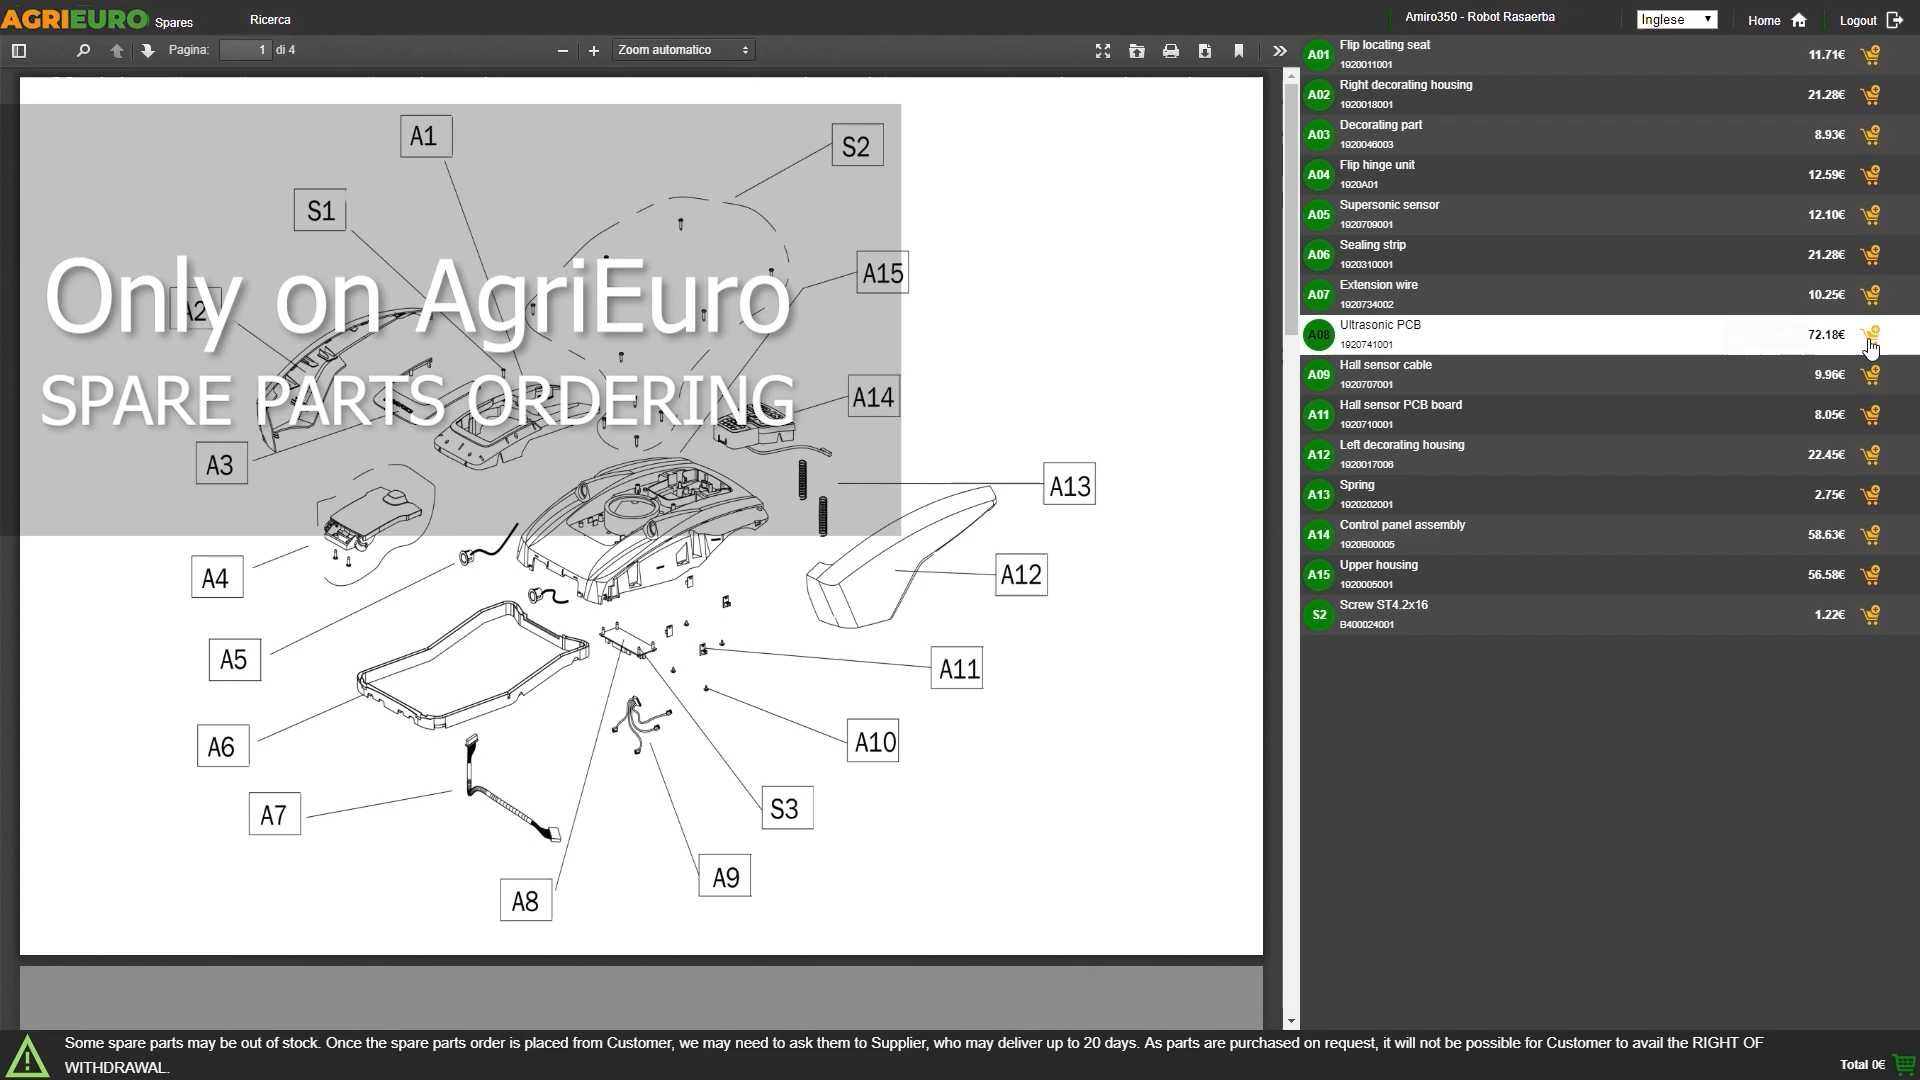 AGRIEURO Spares
Ricerca
Amiro350 - Robot Rasaerba
Inglese
Home
Logout
Pagina: 1 di 4
Zoom automatico
A1
S2
S1
A15
A2
Only on AgriEuro
SPARE PARTS ORDERING
A14
A3
A13
A4
A12
A5
A11
A6
A10
A7
S3
A9
A8
A01 Flip locating seat 11.71€
1920011001
A02 Right decorating housing 21.28€
1920018001
A03 Decorating part 8.93€
1920046003
A04 Flip hinge unit 12.59€
1920A01
A05 Supersonic sensor 12.10€
1920709001
A06 Sealing strip 21.28€
1920310001
A07 Extension wire 10.25€
1920734002
A08 Ultrasonic PCB 72.18€
1920741001
A09 Hall sensor cable 9.96€
1920707001
A11 Hall sensor PCB board 8.05€
1920710001
A12 Left decorating housing 22.45€
1920017006
A13 Spring 2.75€
1920202001
A14 Control panel assembly 58.63€
1920B00005
A15 Upper housing 56.58€
1920005001
S2 Screw ST4.2x16 1.22€
B400024001
Some spare parts may be out of stock. Once the spare parts order is placed from Customer, we may need to ask them to Supplier, who may deliver up to 20 days. As parts are purchased on request, it will not be possible for Customer to avail the RIGHT OF
WITHDRAWAL.
Total 0€